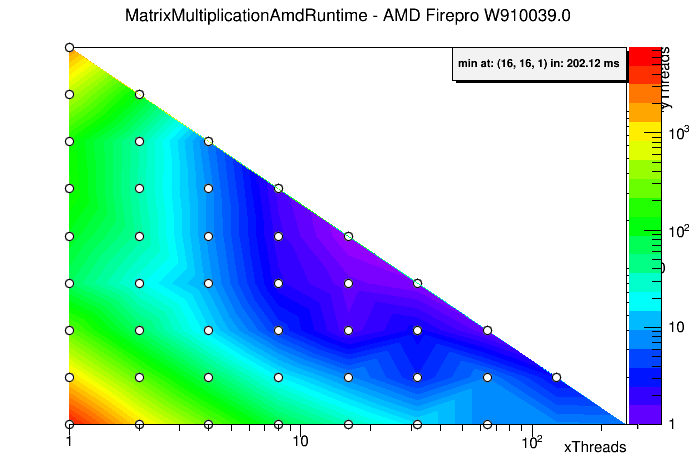 MatrixMultiplicationAmdRuntime - AMD Firepro W910039.0
min at: (16, 16, 1) in: 202.12 ms
yThreads
10³
10²
10
1
1
10
10²
xThreads